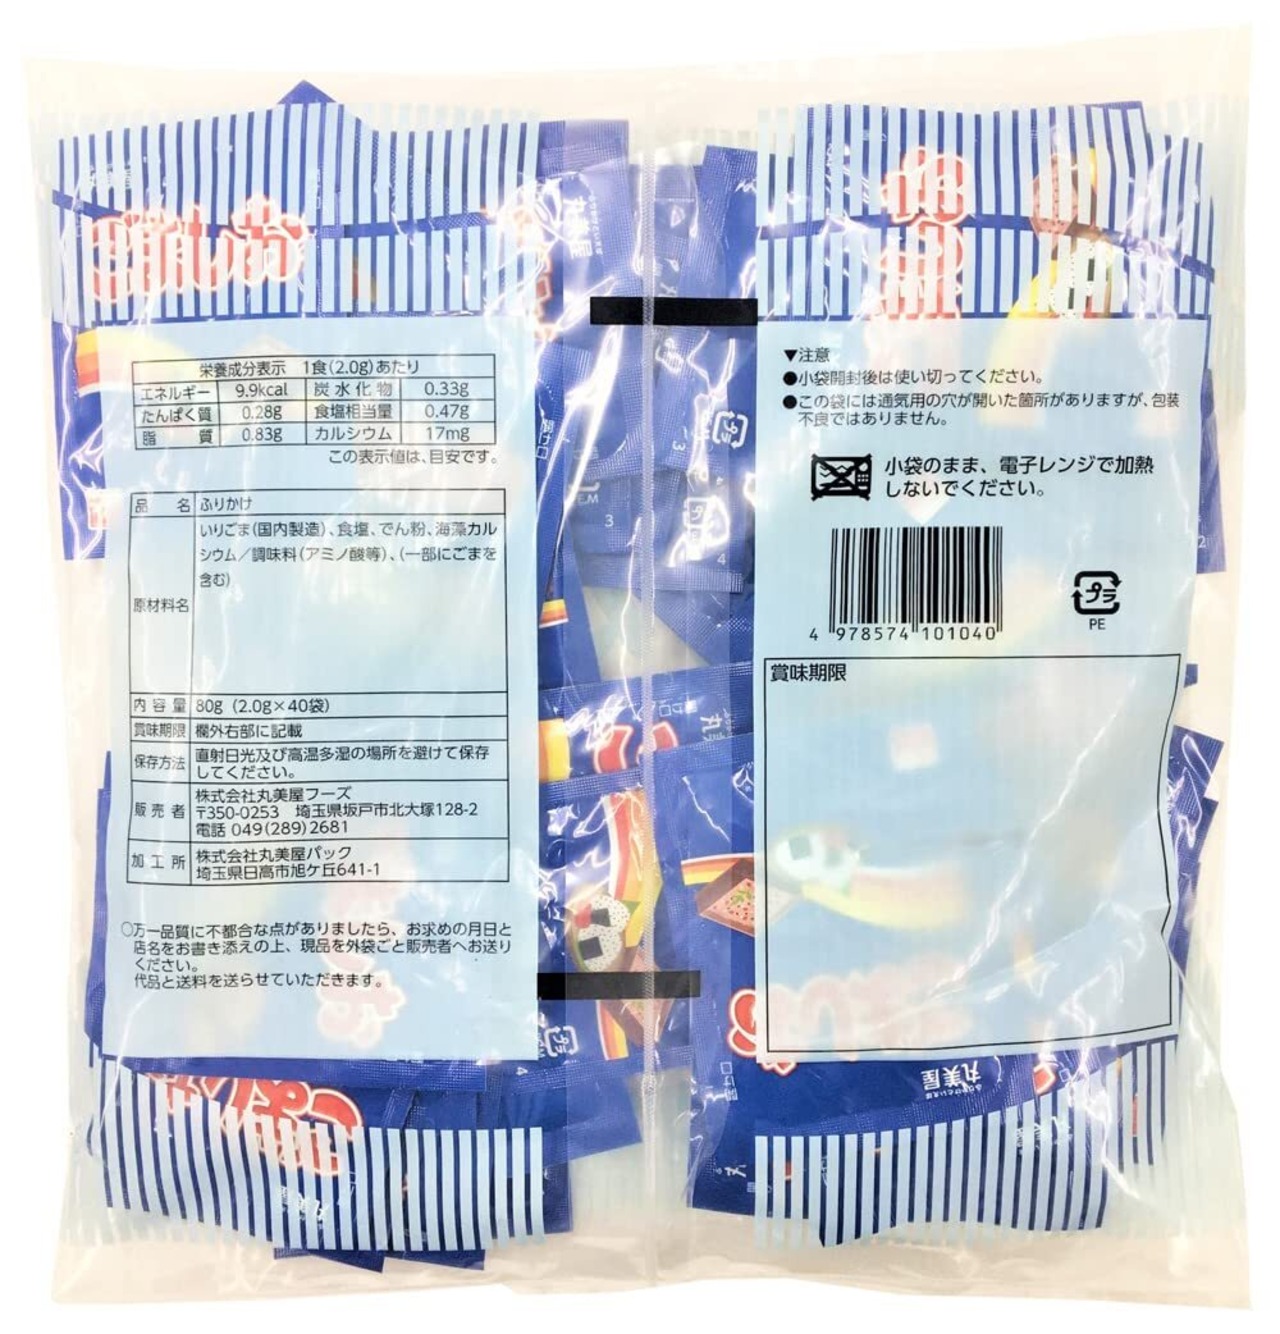 栄養成分表示 1食(2.0g)あたり
エネルギー 9.9kcal 炭水化物 0.33g
たんぱく質 0.28g 食塩相当量 0.47g
脂質 0.83g カルシウム 17mg
この表示値は、目安です。
品名 ふりかけ
原材料名
いりごま(国内製造)、食塩、でん粉、海藻カル
シウム/調味料(アミノ酸等)、(一部にごまを
含む)
内容量 80g (2.0g×40袋)
賞味期限 欄外右部に記載
保存方法 直射日光及び高温多湿の場所を避けて保存
してください。
販売者 株式会社丸美屋フーズ
〒350-0253 埼玉県坂戸市北大塚128-2
電話 049(289)2681
加工所 株式会社丸美屋パック
埼玉県日高市旭ケ丘641-1
○万一品質に不都合な点がありましたら、お求めの月日と
店名をお書き添えの上、現品を外袋ごと販売者へお送り
ください。
代品と送料を送らせていただきます。
▼注意
●小袋開封後は使い切ってください。
●この袋には通気用の穴が開いた箇所がありますが、包装
不良ではありません。
小袋のまま、電子レンジで加熱
しないでください。
4 978574 101040
プラ
PE
賞味期限
丸美屋
丸美屋